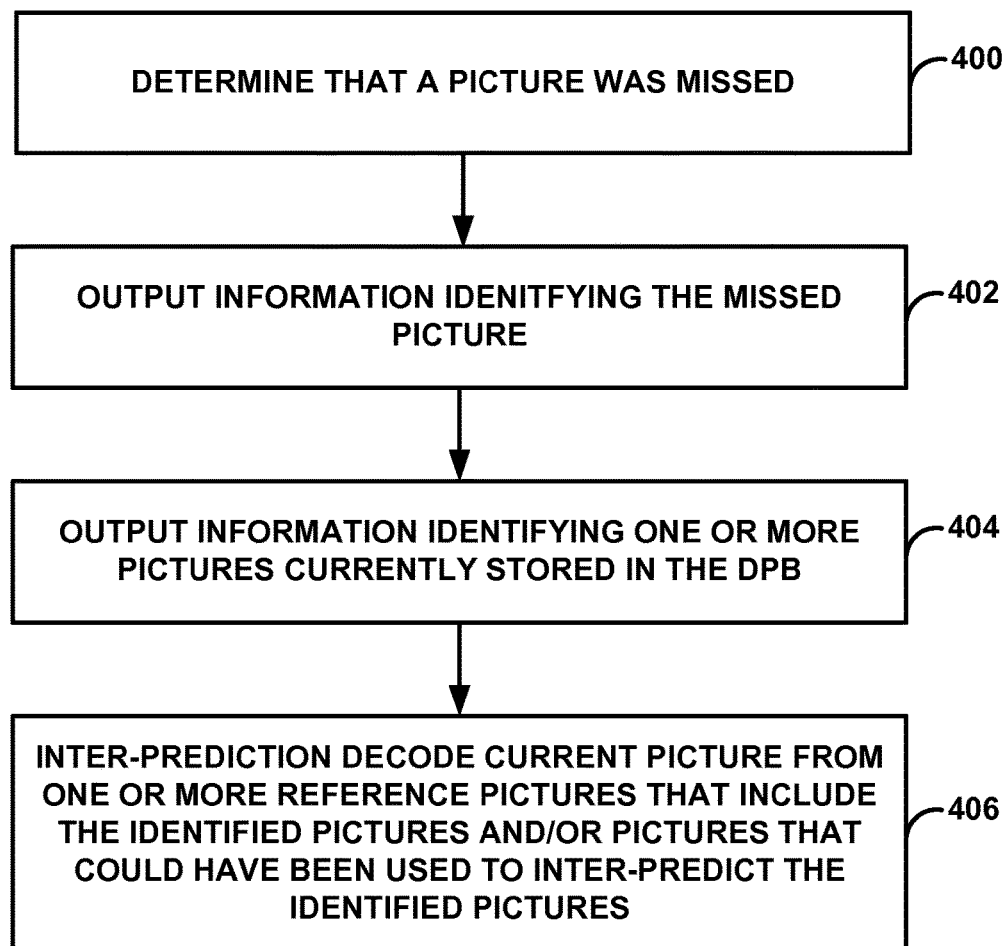 DETERMINE THAT A PICTURE WAS MISSED
400
OUTPUT INFORMATION IDENITFYING THE MISSED
PICTURE
402
OUTPUT INFORMATION IDENTIFYING ONE OR MORE
PICTURES CURRENTLY STORED IN THE DPB
404
INTER-PREDICTION DECODE CURRENT PICTURE FROM
ONE OR MORE REFERENCE PICTURES THAT INCLUDE
THE IDENTIFIED PICTURES AND/OR PICTURES THAT
COULD HAVE BEEN USED TO INTER-PREDICT THE
IDENTIFIED PICTURES
406